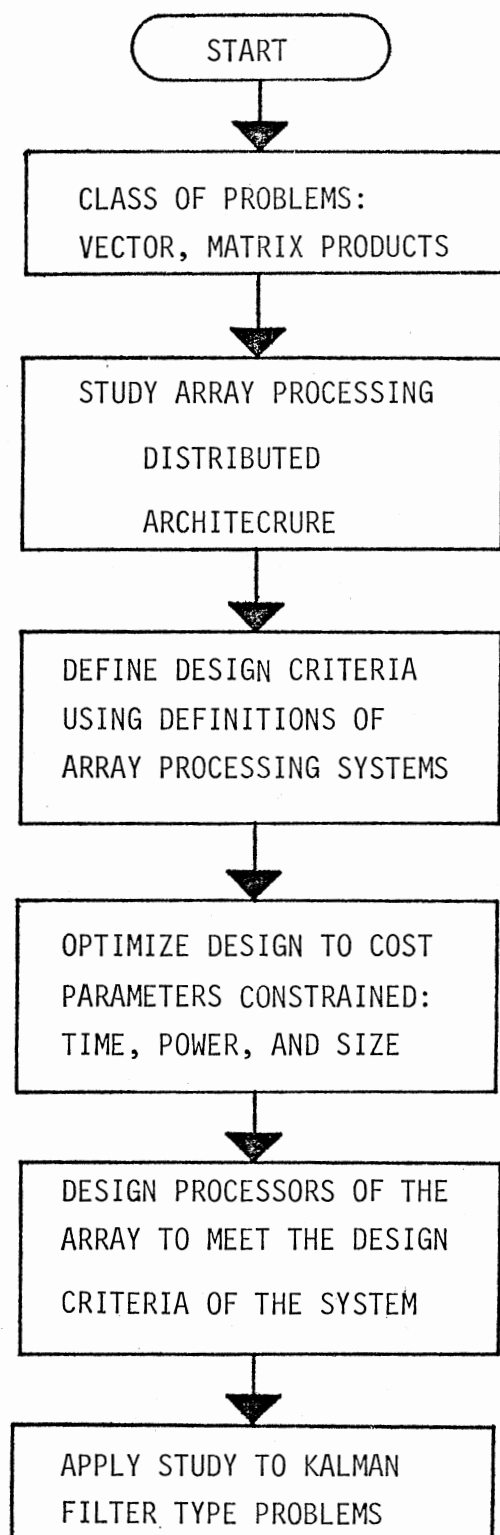 START
CLASS OF PROBLEMS:
VECTOR, MATRIX PRODUCTS
STUDY ARRAY PROCESSING
DISTRIBUTED
ARCHITECRURE
DEFINE DESIGN CRITERIA
USING DEFINITIONS OF
ARRAY PROCESSING SYSTEMS
OPTIMIZE DESIGN TO COST
PARAMETERS CONSTRAINED:
TIME, POWER, AND SIZE
DESIGN PROCESSORS OF THE
ARRAY TO MEET THE DESIGN
CRITERIA OF THE SYSTEM
APPLY STUDY TO KALMAN
FILTER TYPE PROBLEMS